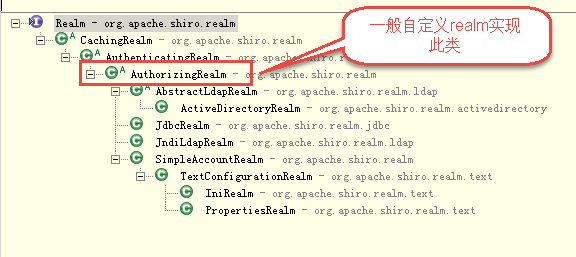 Realm - org.apache.shiro.realm
CachingRealm - org.apache.shiro.realm
AuthenticatingRealm - org.apache.shiro.realm
AuthorizingRealm - org.apache.shiro.realm
AbstractLdapRealm - org.apache.shiro.realm.ldap
ActiveDirectoryRealm - org.apache.shiro.realm.activedirectory
JdbcRealm - org.apache.shiro.realm.jdbc
JndiLdapRealm - org.apache.shiro.realm.ldap
SimpleAccountRealm - org.apache.shiro.realm
TextConfigurationRealm - org.apache.shiro.realm.text
IniRealm - org.apache.shiro.realm.text
PropertiesRealm - org.apache.shiro.realm.text
一般自定义realm实现
此类